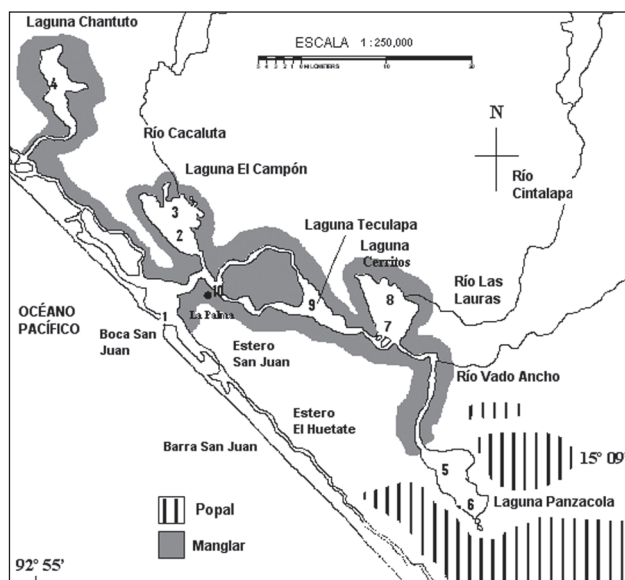 Laguna Chantuto
ESCALA 1:250,000
4
Río Cacaluta
N
Laguna El Campón
Río
Cintalapa
3
Laguna Teculapa
2
Laguna
Cerritos
Río Las
Lauras
8
10
9
La Palma
OCÉANO
PACÍFICO
1
7
Boca San
Juan
Estero
San Juan
Río Vado Ancho
Estero
El Huetate
Barra San Juan
15° 09'
5
6
Laguna Panzacola
Popal
Manglar
92° 55'